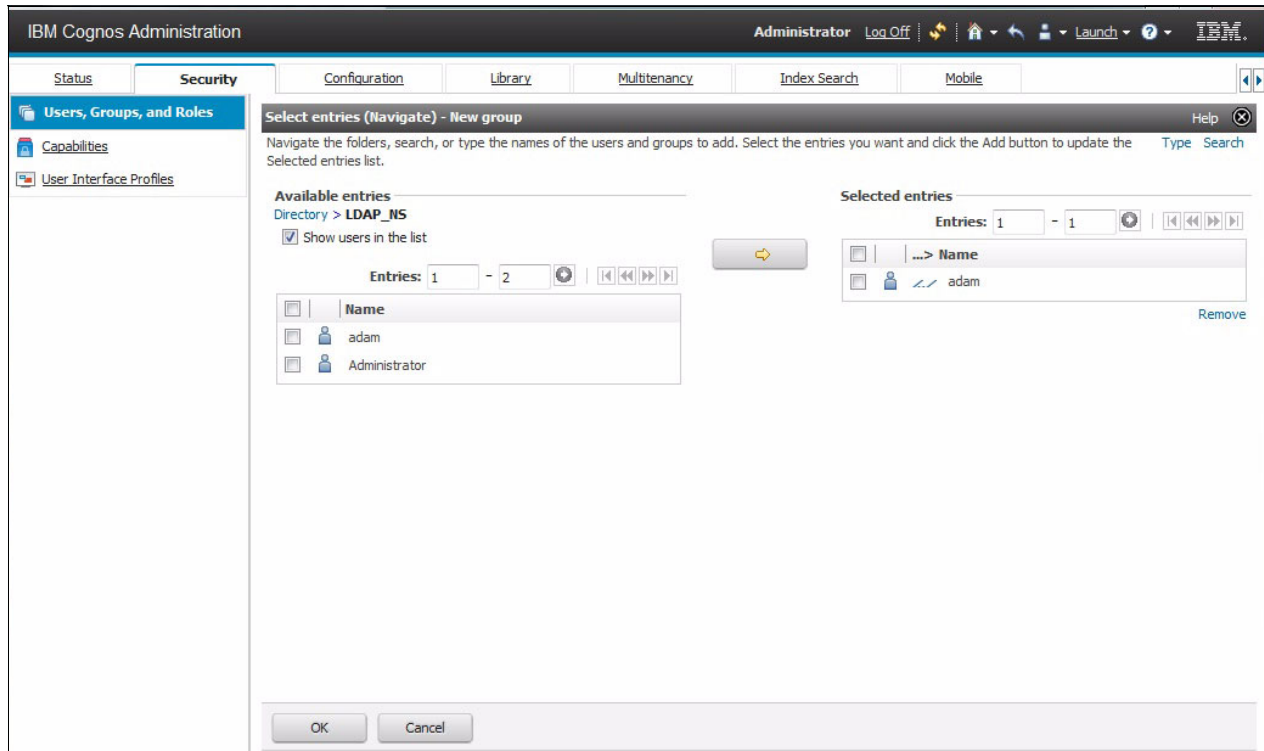 IBM Cognos Administration
Administrator Log Off Launch IBM.
Status Security Configuration Library Multitenancy Index Search Mobile
Users, Groups, and Roles
Capabilities
User Interface Profiles
Select entries (Navigate) - New group Help
Navigate the folders, search, or type the names of the users and groups to add. Select the entries you want and click the Add button to update the Type Search
Selected entries list.
Available entries
Directory > LDAP_NS
Show users in the list
Entries: 1 - 2
Name
adam
Administrator
Selected entries
Entries: 1 - 1
...> Name
.../ adam
Remove
OK Cancel